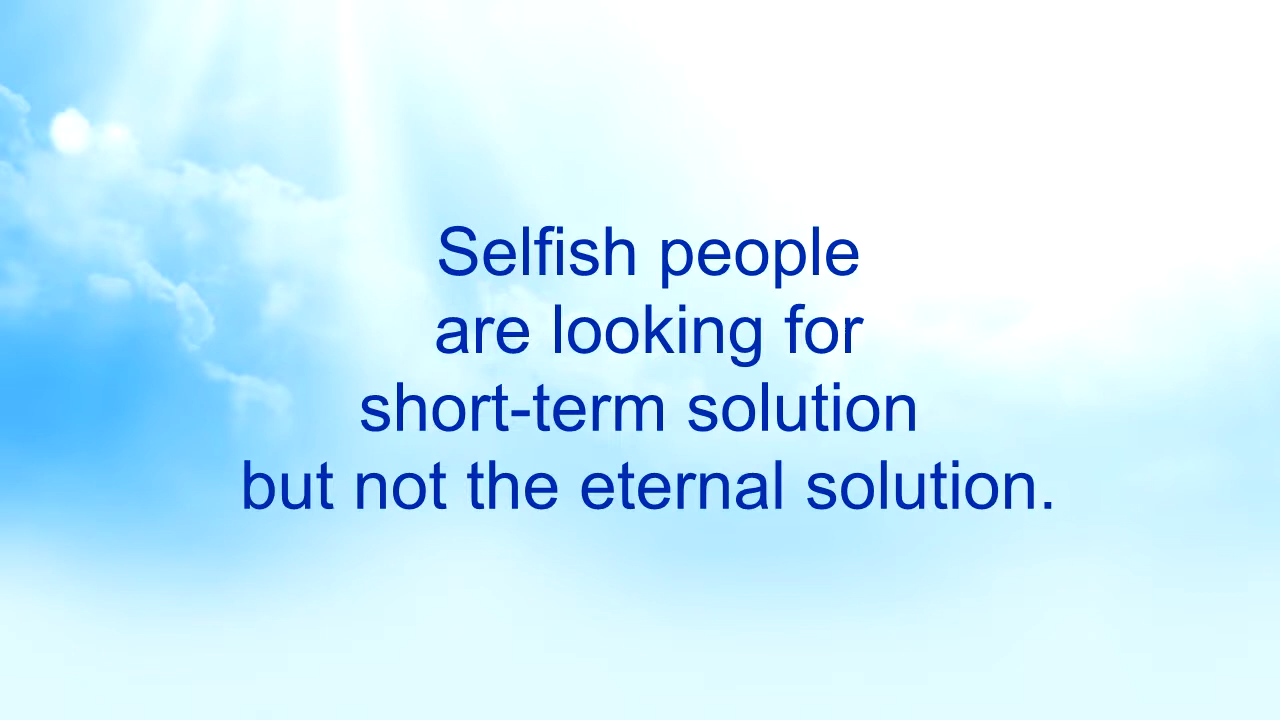 Selfish people
are looking for
short-term solution
but not the eternal solution.